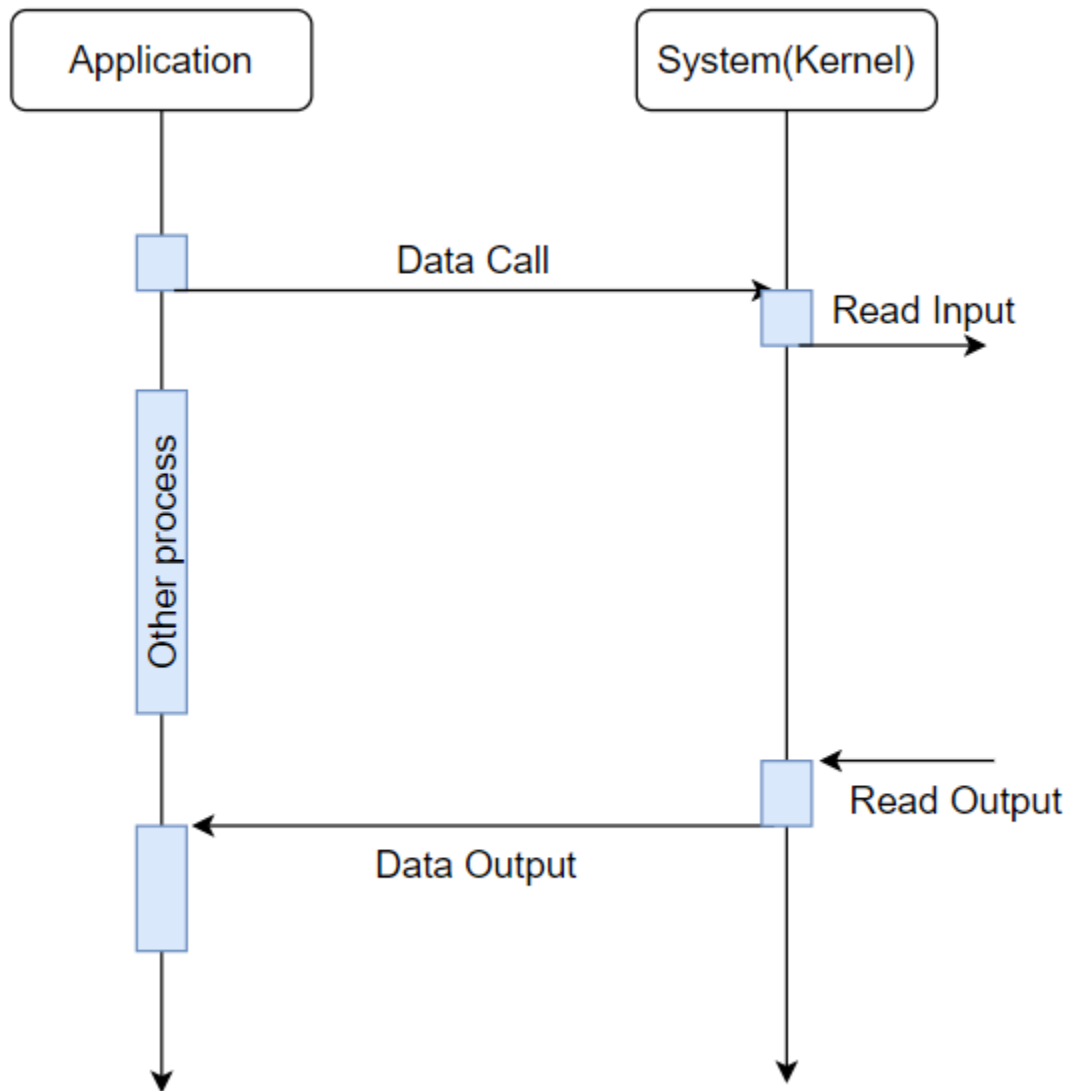 Application
System(Kernel)
Data Call
Read Input
Other process
Read Output
Data Output